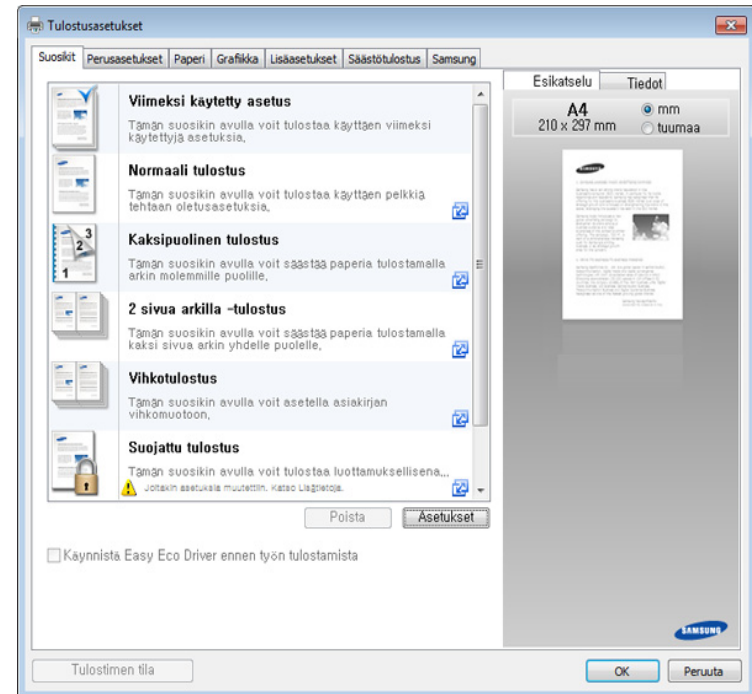 Tulostusasetukset
Suosikit Perusasetukset Paperi Grafiikka Lisäasetukset Säästötulostus Samsung
Viimeksi käytetty asetus
Tämän suosikin avulla voit tulostaa käyttäen viimeksi
käytettyjä asetuksia.
Normaali tulostus
Tämän suosikin avulla voit tulostaa käyttäen pelkkiä
tehtaan oletusasetuksia.
1 2 3
Kaksipuolinen tulostus
Tämän suosikin avulla voit säästää paperia tulostamalla
arkin molemmille puolille.
2 sivua arkilla -tulostus
Tämän suosikin avulla voit säästää paperia tulostamalla
kaksi sivua arkin yhdelle puolelle.
Vihkotulostus
Tämän suosikin avulla voit asetella asiakirjan
vihkomuotoon.
Suojattu tulostus
Tämän suosikin avulla voit tulostaa luottamuksellisena...
Joitakin asetuksia muutettiin. Katso Lisätietoja.
Poista Asetukset
Käynnistä Easy Eco Driver ennen työn tulostamista
Esikatselu Tiedot
A4
210 x 297 mm
mm
tuumaa
SAMSUNG
Tulostimen tila
OK Peruuta